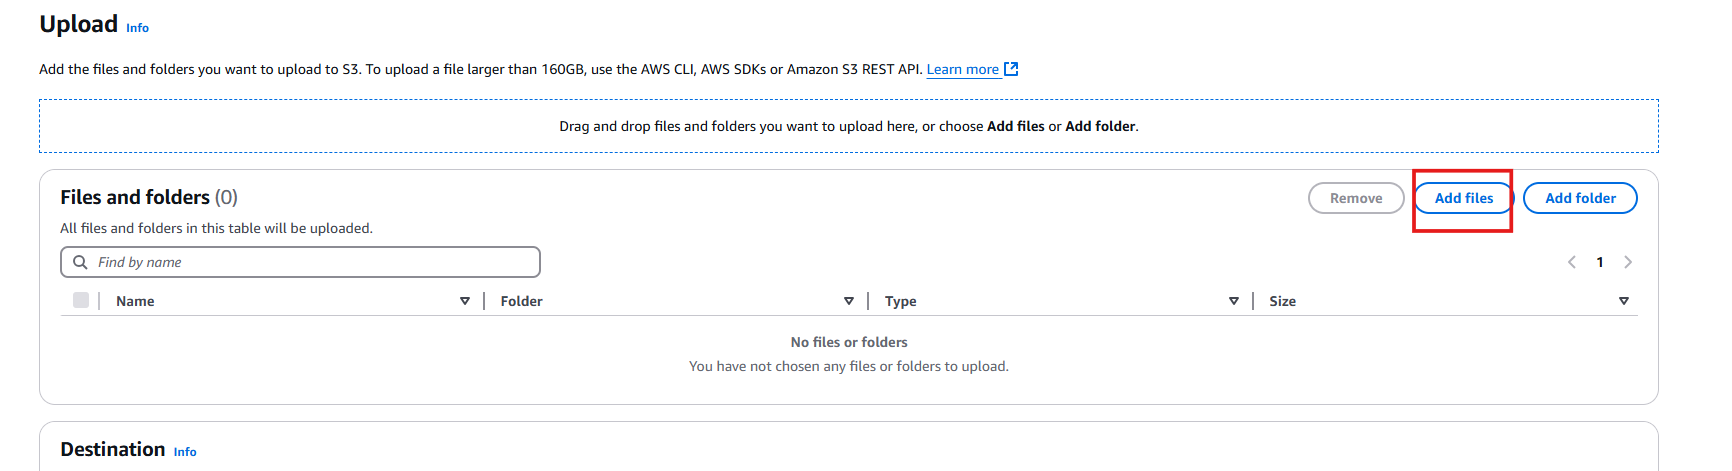 Upload Info
Add the files and folders you want to upload to S3. To upload a file larger than 160GB, use the AWS CLI, AWS SDKs or Amazon S3 REST API. Learn more
Drag and drop files and folders you want to upload here, or choose Add files or Add folder.
Files and folders (0)
Remove Add files Add folder
All files and folders in this table will be uploaded.
Find by name
1
Name Folder Type Size
No files or folders
You have not chosen any files or folders to upload.
Destination Info